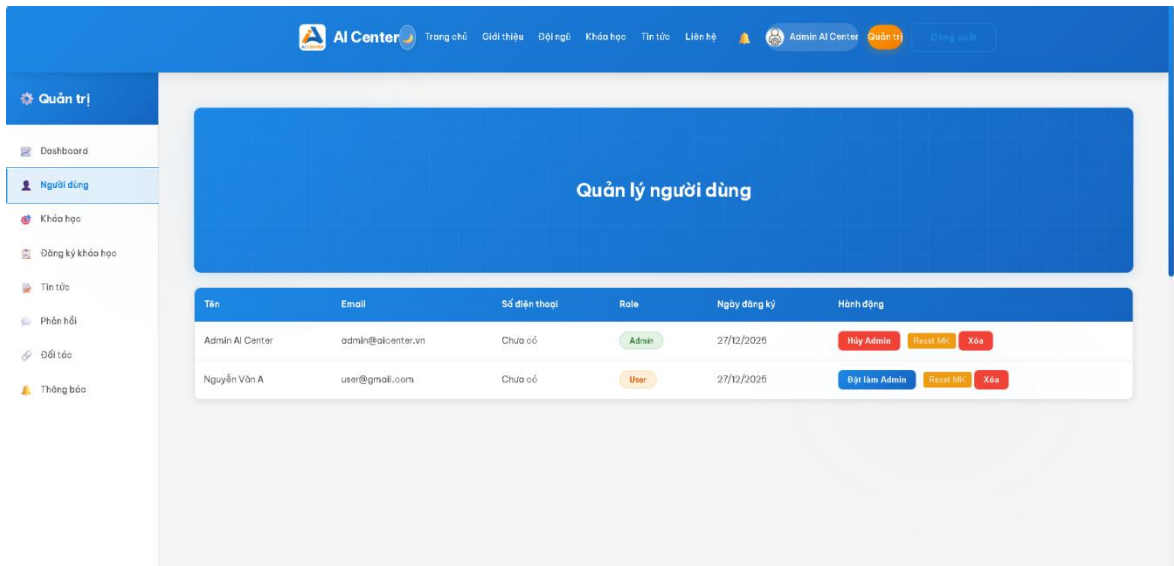 AI Center Trang chủ Giới thiệu Đội ngũ Khóa học Tin tức Liên hệ Admin AI Center Quản trị Đăng xuất
Quản trị
Dashboard
Người dùng
Khóa học
Đăng ký khóa học
Tin tức
Phản hồi
Đối tác
Thông báo
Quản lý người dùng
Tên Email Số điện thoại Role Ngày đăng ký Hành động
Admin AI Center admin@aicenter.vn Chưa có Admin 27/12/2025 Hủy Admin Reset MK Xóa
Nguyễn Văn A user@gmail.com Chưa có User 27/12/2025 Đặt làm Admin Reset MK Xóa